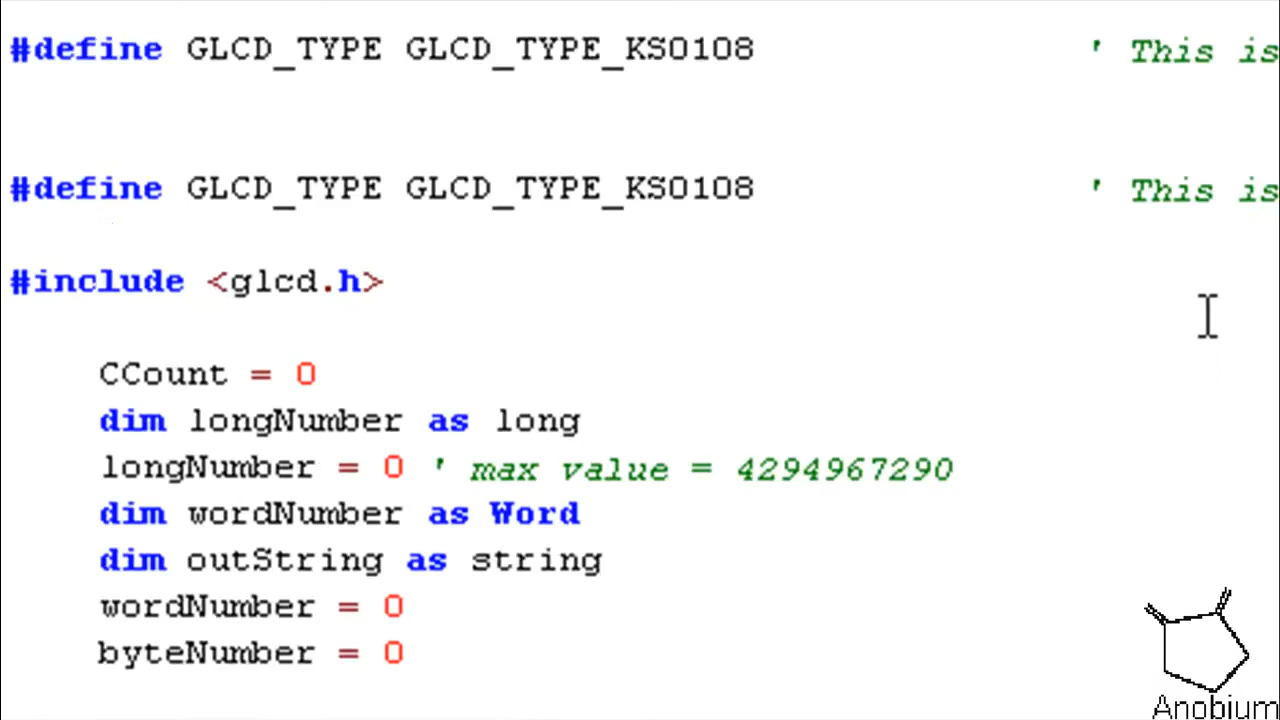 #define GLCD_TYPE GLCD_TYPE_KS0108 ' This is
#define GLCD_TYPE GLCD_TYPE_KS0108 ' This is
#include <glcd.h>
CCount = 0
dim longNumber as long
longNumber = 0 ' max value = 4294967290
dim wordNumber as Word
dim outString as string
wordNumber = 0
byteNumber = 0
Anobium